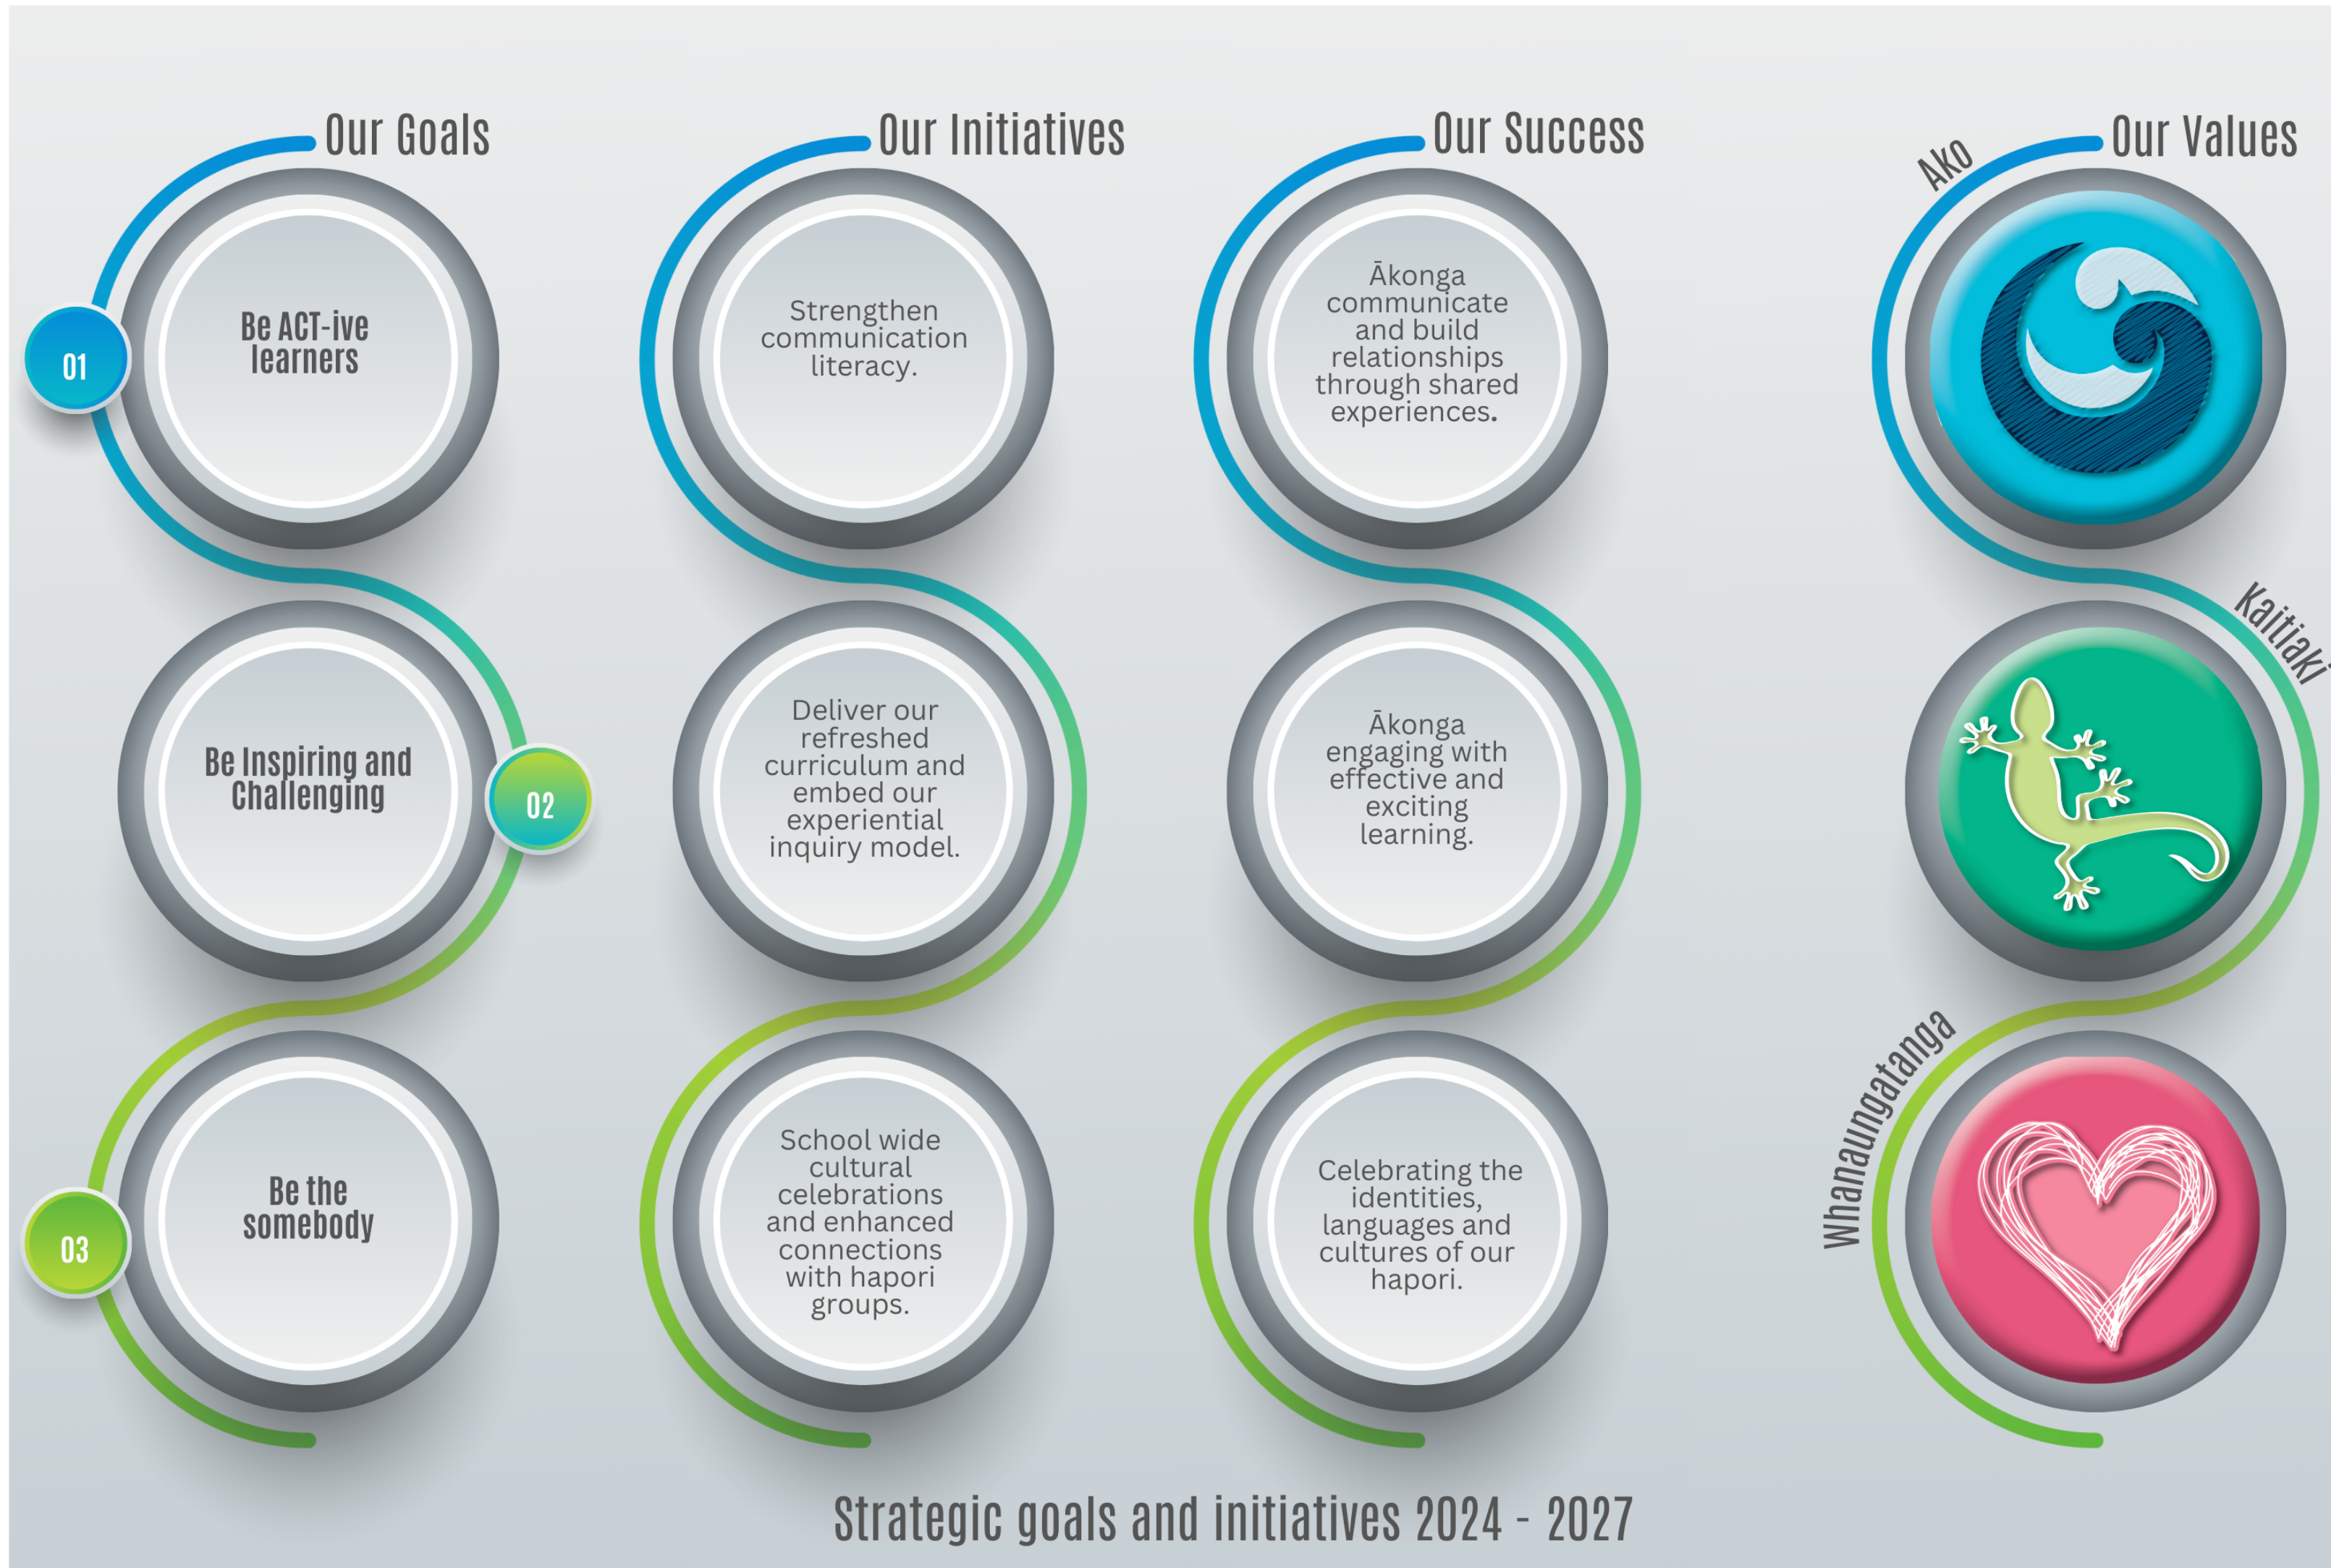 Our Goals
01
Be ACT-ive
learners
Be Inspiring and
Challenging
02
03
Be the
somebody
Our Initiatives
Strengthen
communication
literacy.
Deliver our
refreshed
curriculum and
embed our
experiential
inquiry model.
School wide
cultural
celebrations
and enhanced
connections
with hapori
groups.
Our Success
Ākonga
communicate
and build
relationships
through shared
experiences.
Ākonga
engaging with
effective and
exciting
learning.
Celebrating the
identities,
languages and
cultures of our
hapori.
Our Values
Ako
Kaitiaki
Whanaungatanga
Strategic goals and initiatives 2024 - 2027